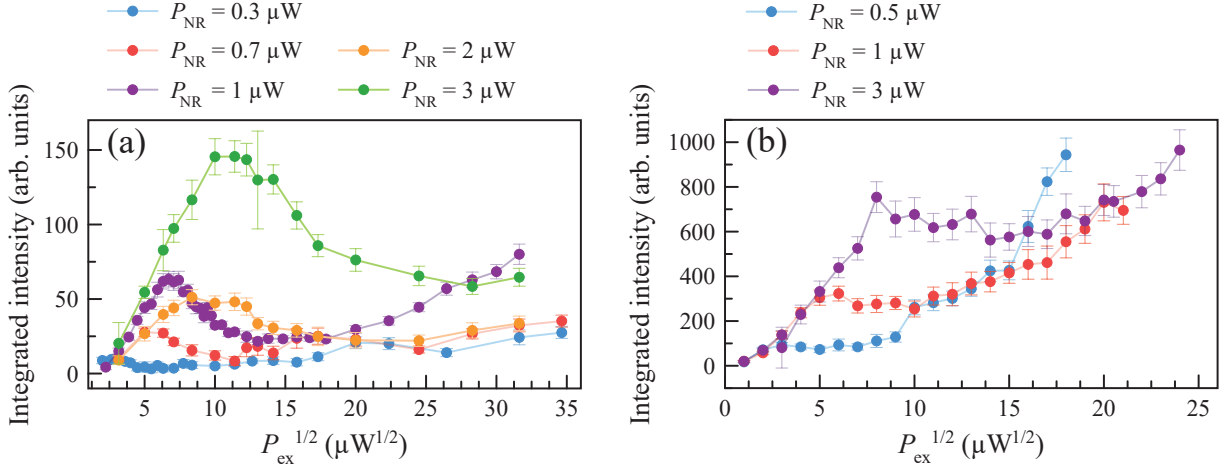 P_NR = 0.3 µW
P_NR = 0.7 µW
P_NR = 2 µW
P_NR = 1 µW
P_NR = 3 µW
(a)
Integrated intensity (arb. units)
150
100
50
0
5
10
15
20
25
30
35
P_ex^1/2 (µW^1/2)
P_NR = 0.5 µW
P_NR = 1 µW
P_NR = 3 µW
(b)
Integrated intensity (arb. units)
1000
800
600
400
200
0
0
5
10
15
20
25
P_ex^1/2 (µW^1/2)